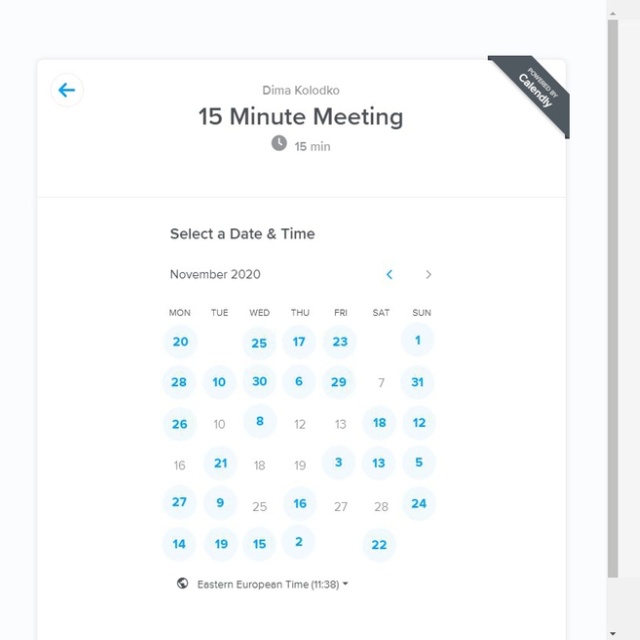 POWERED BY
Calendly
Dima Kolodko
15 Minute Meeting
15 min
Select a Date & Time
November 2020
MON TUE WED THU FRI SAT SUN
20 25 17 23 1
28 10 30 6 29 7 31
26 10 8 12 13 18 12
16 21 18 19 3 13 5
27 9 25 16 27 28 24
14 19 15 2 22
Eastern European Time (11:38)